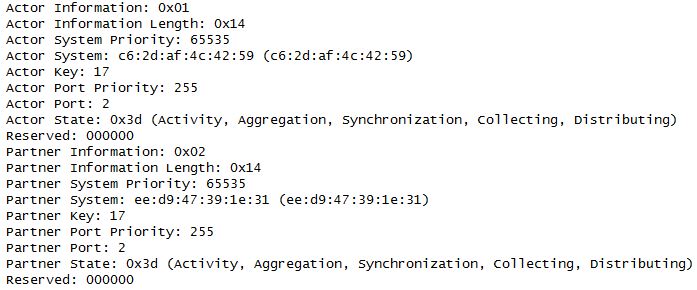 Actor Information: 0x01
Actor Information Length: 0x14
Actor System Priority: 65535
Actor System: c6:2d:af:4c:42:59 (c6:2d:af:4c:42:59)
Actor Key: 17
Actor Port Priority: 255
Actor Port: 2
Actor State: 0x3d (Activity, Aggregation, Synchronization, Collecting, Distributing)
Reserved: 000000
Partner Information: 0x02
Partner Information Length: 0x14
Partner System Priority: 65535
Partner System: ee:d9:47:39:1e:31 (ee:d9:47:39:1e:31)
Partner Key: 17
Partner Port Priority: 255
Partner Port: 2
Partner State: 0x3d (Activity, Aggregation, Synchronization, Collecting, Distributing)
Reserved: 000000